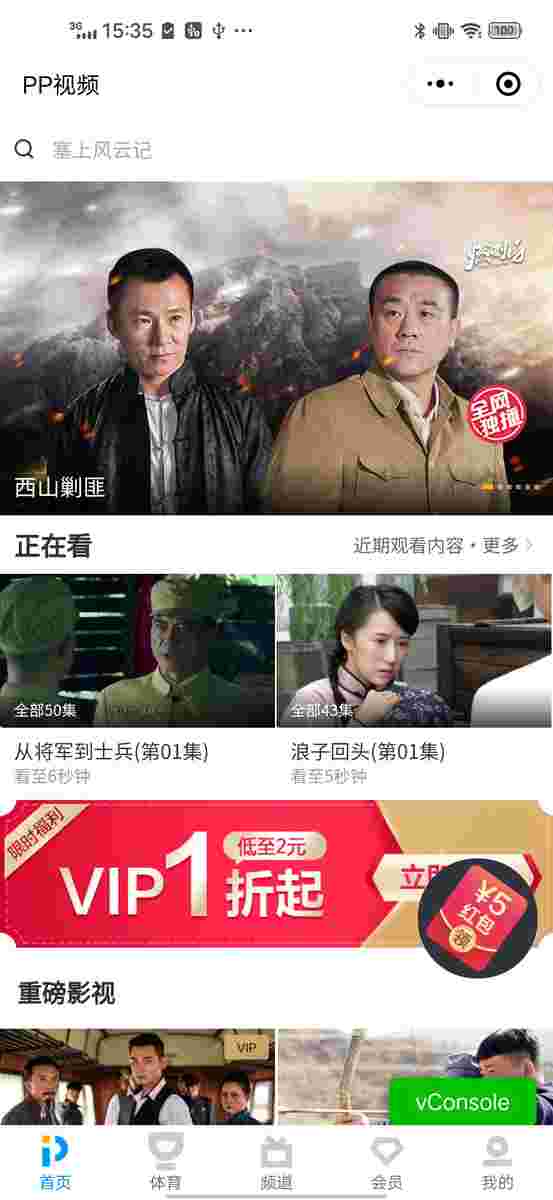 3G 15:35 100
PP视频
塞上风云记
全网
独播
西山剿匪
正在看
近期观看内容・更多
全部50集
全部43集
从将军到士兵(第01集)
浪子回头(第01集)
看至6秒钟
看至5秒钟
限时福利
VIP1折起
低至2元
立即
¥5
红包
领
重磅影视
VIP
vConsole
首页
体育
频道
会员
我的